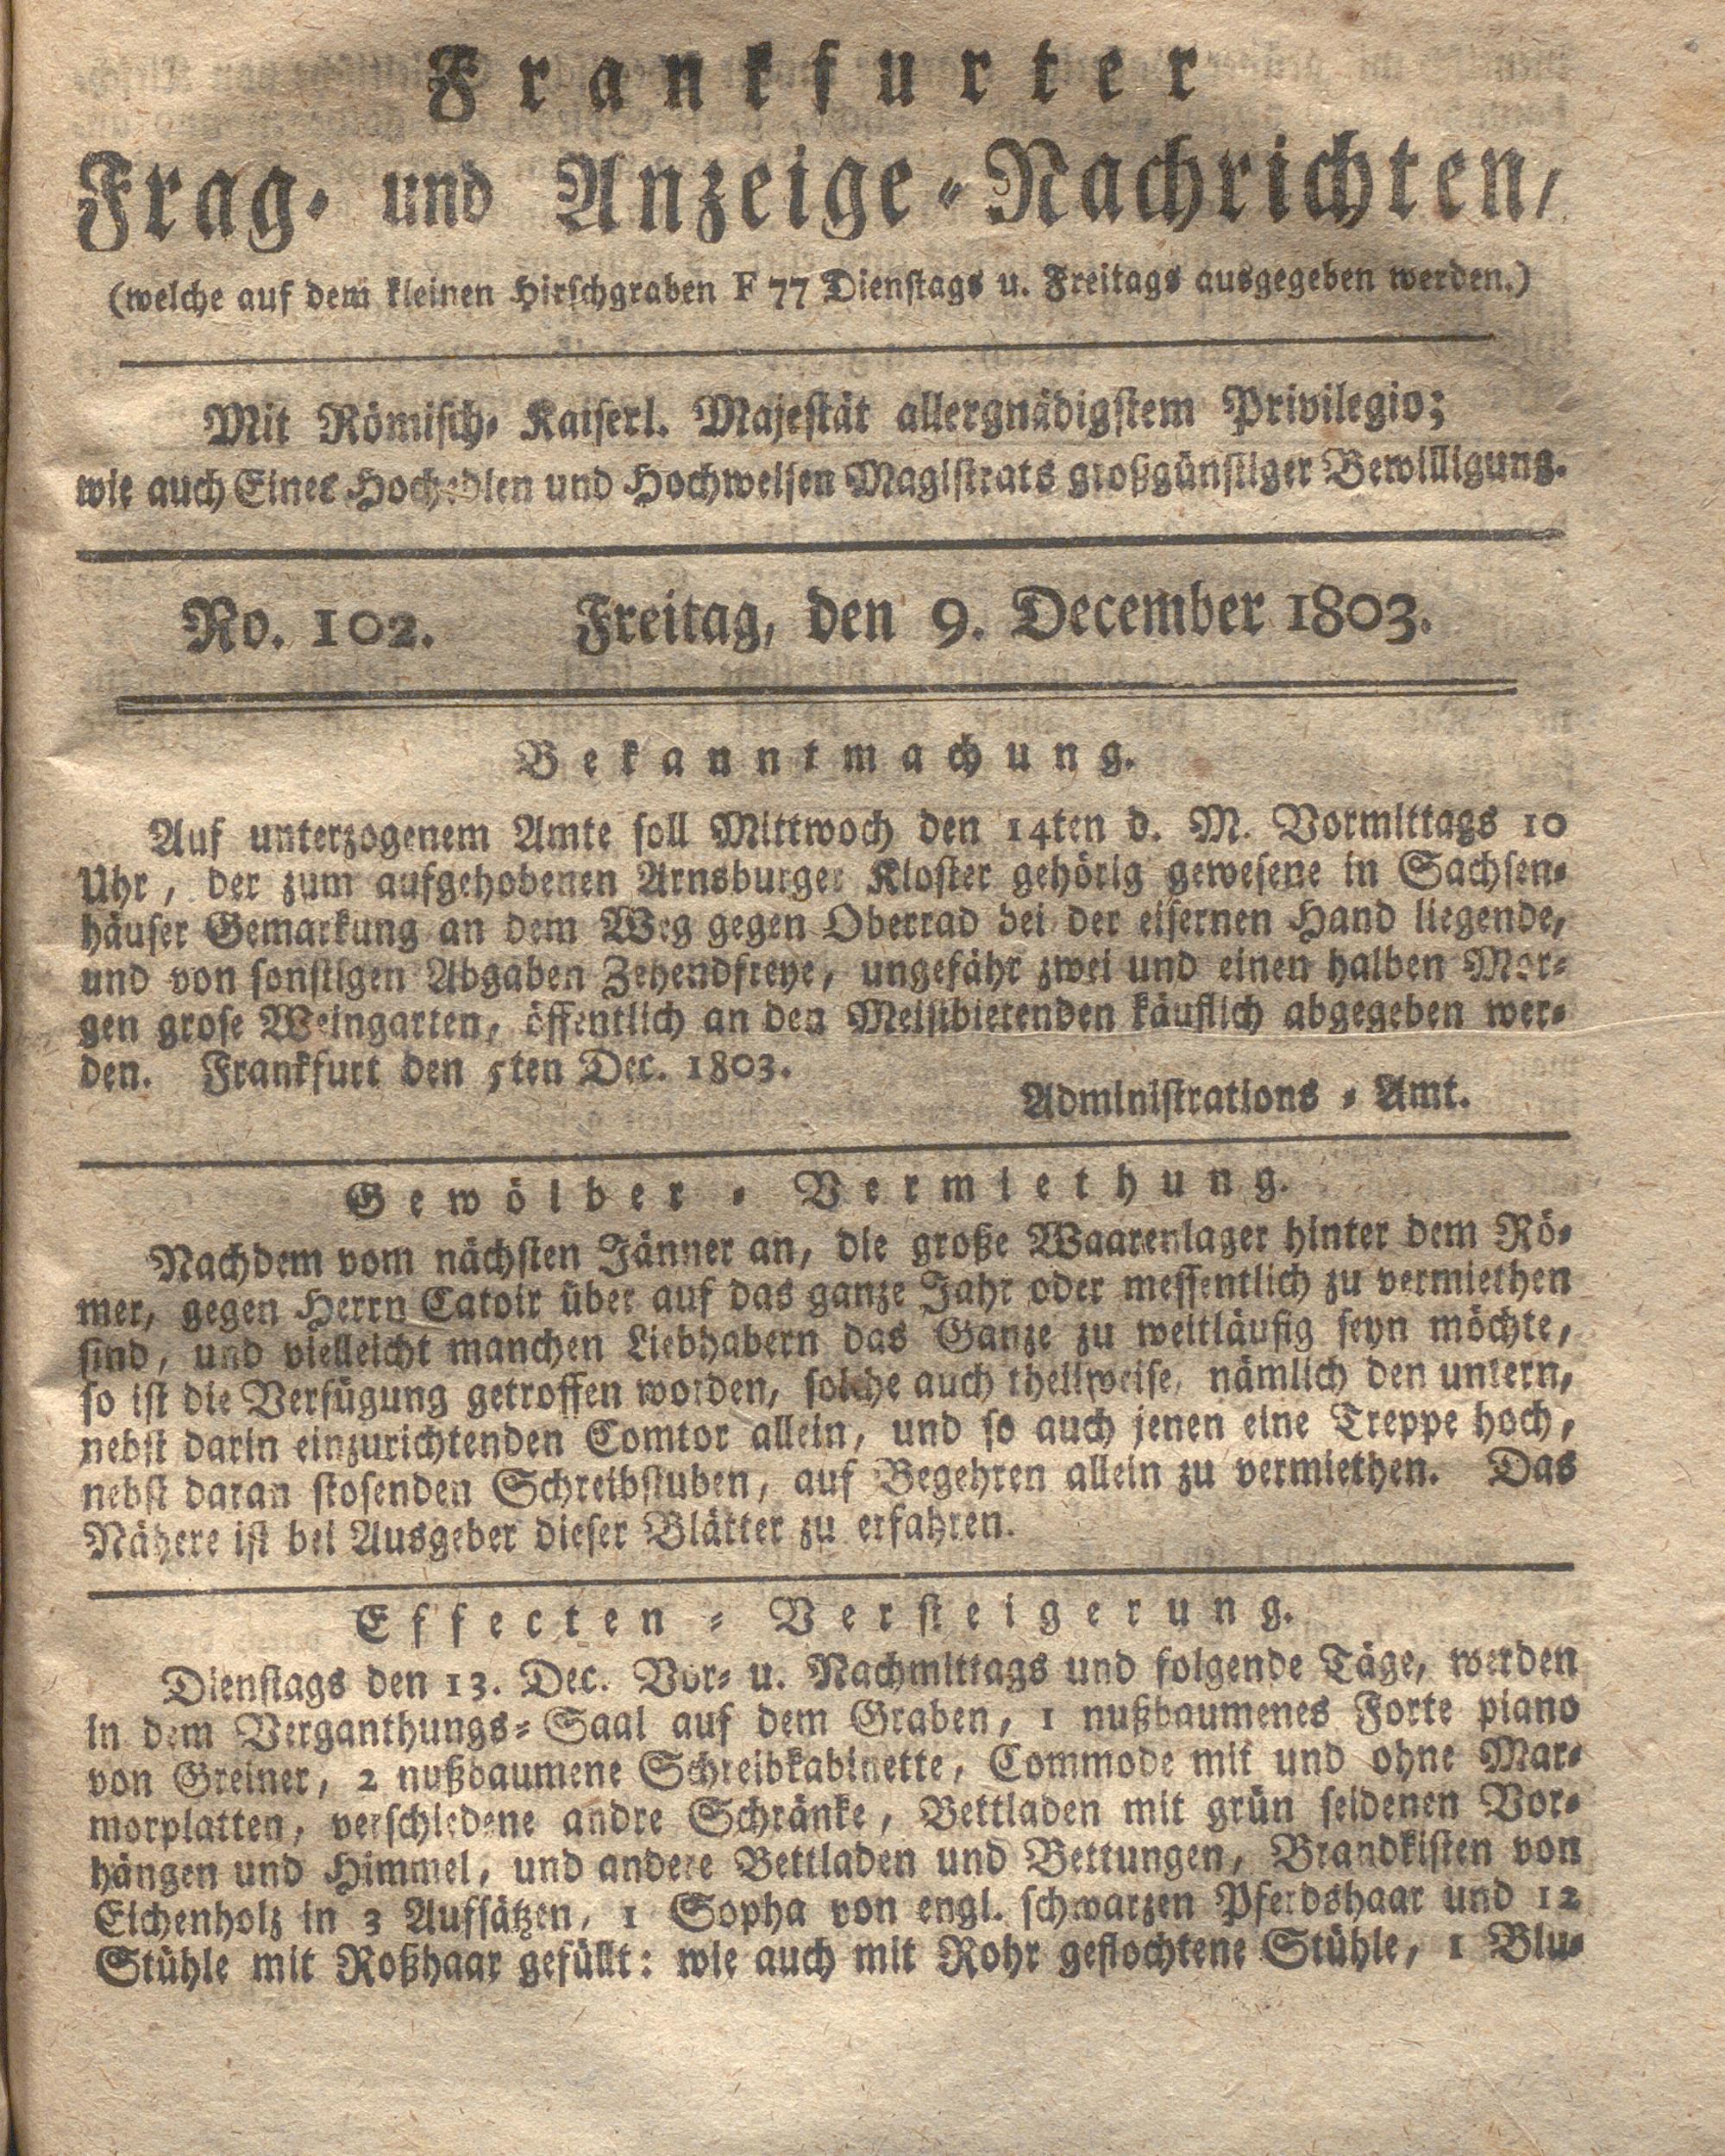 Frankfurter
Frag- und Anzeige-Nachrichten,
(welche auf dem kleinen Hirschgraben F 77 Dienstags u. Freitags ausgegeben werden.)
Mit Römisch- Kaiserl. Majestät allergnädigstem Privilegio;
wie auch Eines Hochedlen und Hochweisen Magistrats großgünstiger Bewilligung.
No. 102. Freitag, den 9. December 1803.
Bekanntmachung.
Auf unterzogenem Amte soll Mittwoch den 14ten d. M. Vormittags 10
Uhr, der zum aufgehobenen Arnsburger Kloster gehörig gewesene in Sachsen-
häuser Gemarkung an dem Weg gegen Oberrad bei der eisernen Hand liegende,
und von sonstigen Abgaben Zehendfreye, ungefähr zwei und einen halben Mor-
gen grose Weingarten, öffentlich an den Meistbietenden käuflich abgegeben wer-
den. Frankfurt den 5ten Dec. 1803.
Administrations - Amt.
Gewölber - Vermiethung.
Nachdem vom nächsten Jänner an, die große Waarenlager hinter dem Rö-
mer, gegen Herrn Catoir über auf das ganze Jahr oder messentlich zu vermiethen
sind, und vielleicht manchen Liebhabern das Ganze zu weitläufig seyn möchte,
so ist die Verfügung getroffen worden, solche auch theilweise, nämlich den untern,
nebst darin einzurichtenden Comtor allein, und so auch jenen eine Treppe hoch,
nebst daran stosenden Schreibstuben, auf Begehren allein zu vermiethen. Das
Nähere ist bei Ausgeber dieser Blätter zu erfahren.
Effecten - Versteigerung.
Dienstags den 13. Dec. Vor- u. Nachmittags und folgende Täge, werden
in dem Verganthungs-Saal auf dem Graben, 1 nußbaumenes Forte piano
von Greiner, 2 nußbaumene Schreibkabinette, Commode mit und ohne Mar-
morplatten, verschiedene andre Schränke, Bettladen mit grün seidenen Vor-
hängen und Himmel, und andere Bettladen und Bettungen, Brandkisten von
Eichenholz in 3 Aufsätzen, 1 Sopha von engl. schwarzen Pferdshaar und 12
Stühle mit Roßhaar gefüllt: wie auch mit Rohr geflochtene Stühle, 1 Blu-